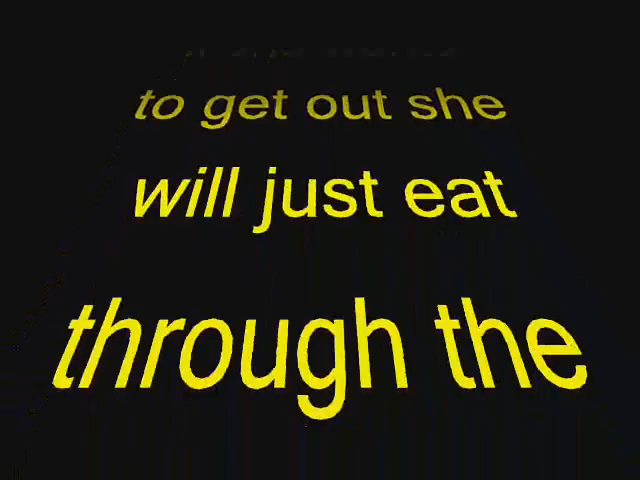 to get out she
will just eat
through the